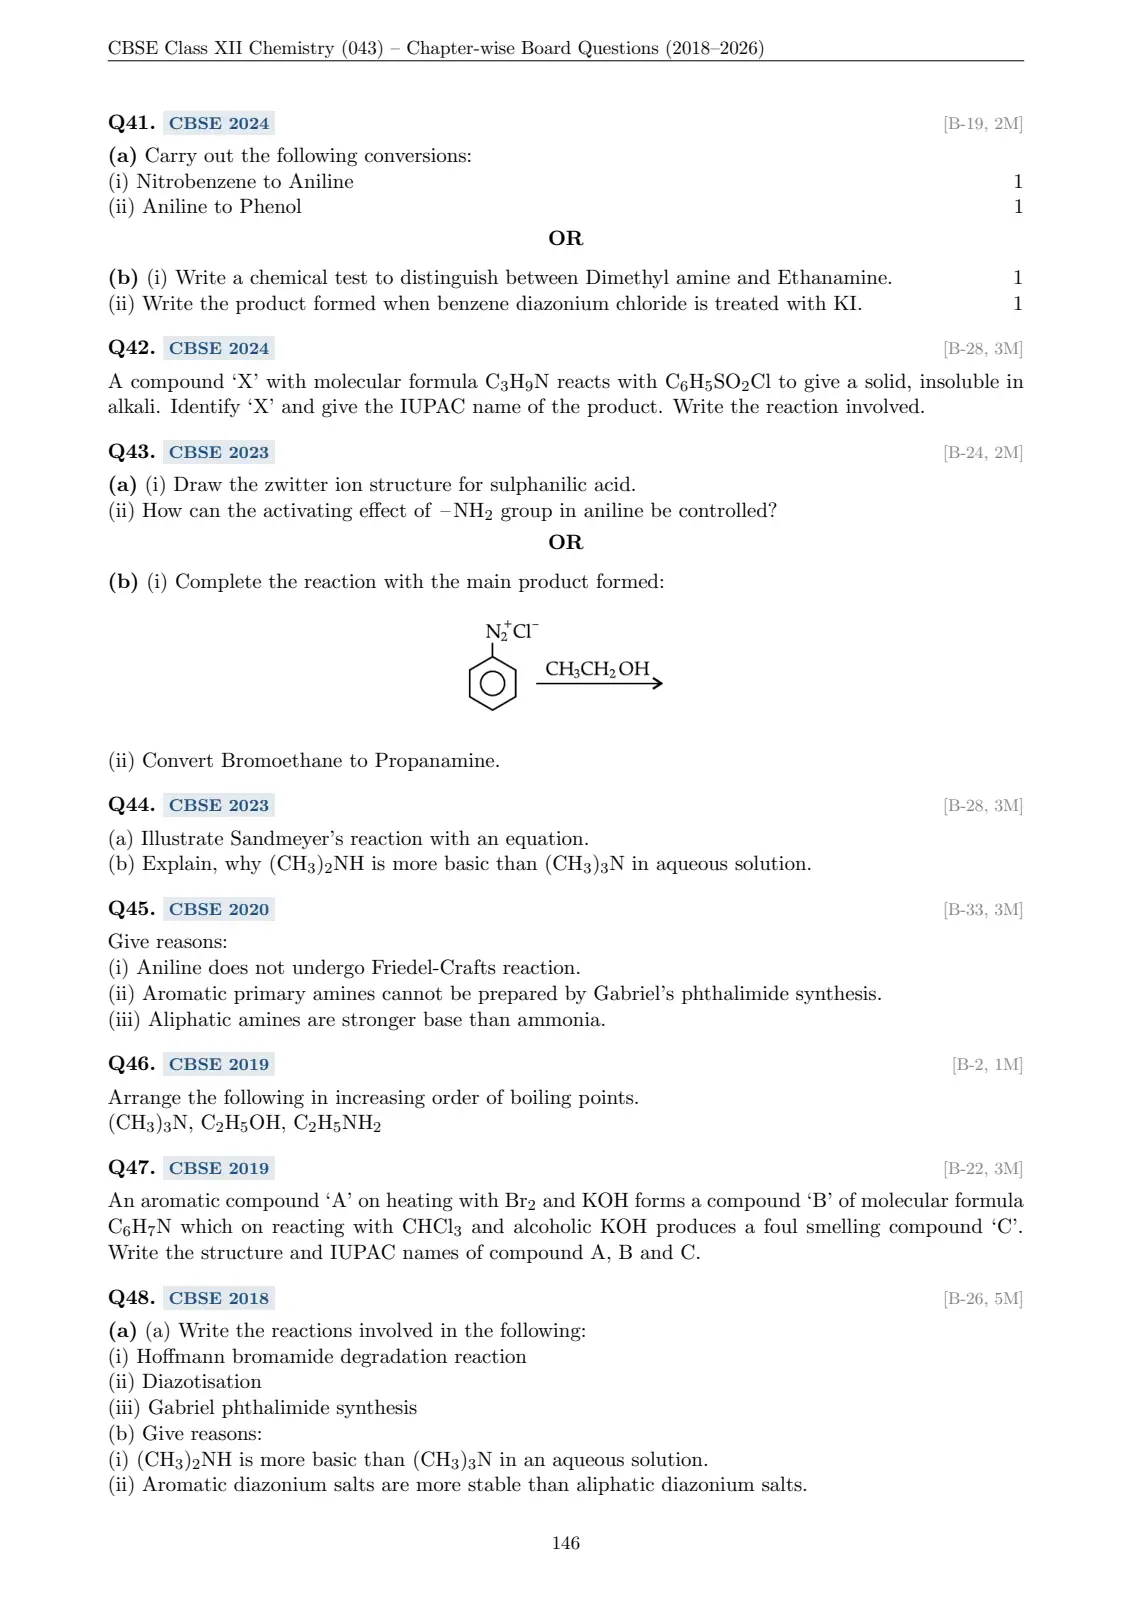 CBSE Class XII Chemistry (043) – Chapter-wise Board Questions (2018–2026)
Q41. CBSE 2024 [B-19, 2M]
(a) Carry out the following conversions:
(i) Nitrobenzene to Aniline 1
(ii) Aniline to Phenol 1
OR
(b) (i) Write a chemical test to distinguish between Dimethyl amine and Ethanamine. 1
(ii) Write the product formed when benzene diazonium chloride is treated with KI. 1
Q42. CBSE 2024 [B-28, 3M]
A compound ‘X’ with molecular formula C₃H₉N reacts with C₆H₅SO₂Cl to give a solid, insoluble in
alkali. Identify ‘X’ and give the IUPAC name of the product. Write the reaction involved.
Q43. CBSE 2023 [B-24, 2M]
(a) (i) Draw the zwitter ion structure for sulphanilic acid.
(ii) How can the activating effect of –NH₂ group in aniline be controlled?
OR
(b) (i) Complete the reaction with the main product formed:
N₂⁺Cl⁻
CH₃CH₂OH
(ii) Convert Bromoethane to Propanamine.
Q44. CBSE 2023 [B-28, 3M]
(a) Illustrate Sandmeyer’s reaction with an equation.
(b) Explain, why (CH₃)₂NH is more basic than (CH₃)₃N in aqueous solution.
Q45. CBSE 2020 [B-33, 3M]
Give reasons:
(i) Aniline does not undergo Friedel-Crafts reaction.
(ii) Aromatic primary amines cannot be prepared by Gabriel’s phthalimide synthesis.
(iii) Aliphatic amines are stronger base than ammonia.
Q46. CBSE 2019 [B-2, 1M]
Arrange the following in increasing order of boiling points.
(CH₃)₃N, C₂H₅OH, C₂H₅NH₂
Q47. CBSE 2019 [B-22, 3M]
An aromatic compound ‘A’ on heating with Br₂ and KOH forms a compound ‘B’ of molecular formula
C₆H₇N which on reacting with CHCl₃ and alcoholic KOH produces a foul smelling compound ‘C’.
Write the structure and IUPAC names of compound A, B and C.
Q48. CBSE 2018 [B-26, 5M]
(a) (a) Write the reactions involved in the following:
(i) Hoffmann bromamide degradation reaction
(ii) Diazotisation
(iii) Gabriel phthalimide synthesis
(b) Give reasons:
(i) (CH₃)₂NH is more basic than (CH₃)₃N in an aqueous solution.
(ii) Aromatic diazonium salts are more stable than aliphatic diazonium salts.
146